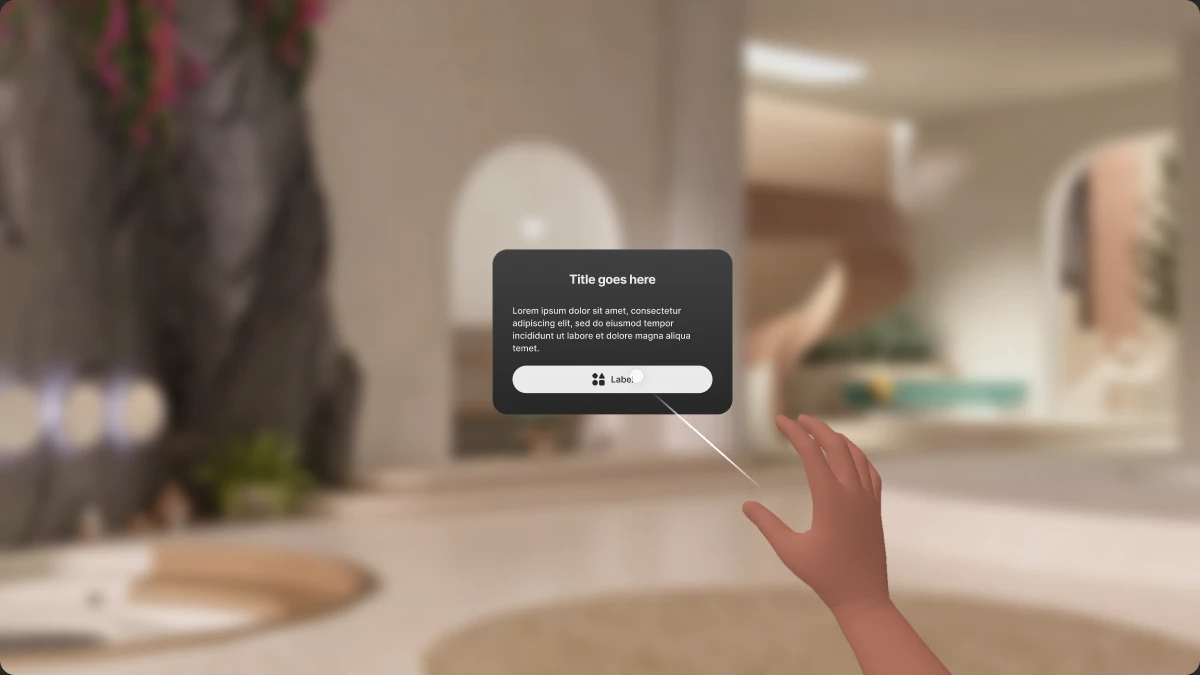 Title goes here
Lorem ipsum dolor sit amet, consectetur
adipiscing elit, sed do eiusmod tempor
incididunt ut labore et dolore magna aliqua
temet.
Label